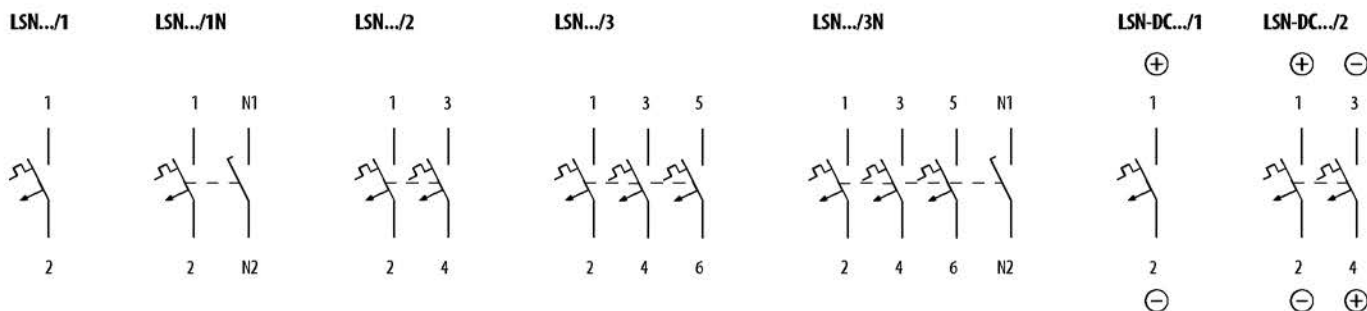 LSN.../1 LSN.../1N LSN.../2 LSN.../3 LSN.../3N LSN-DC.../1 LSN-DC.../2
+ + −
1 1 N1 1 3 1 3 5 1 3 5 N1 1 1 3
2 2 N2 2 4 2 4 6 2 4 6 N2 2 2 4
− − +